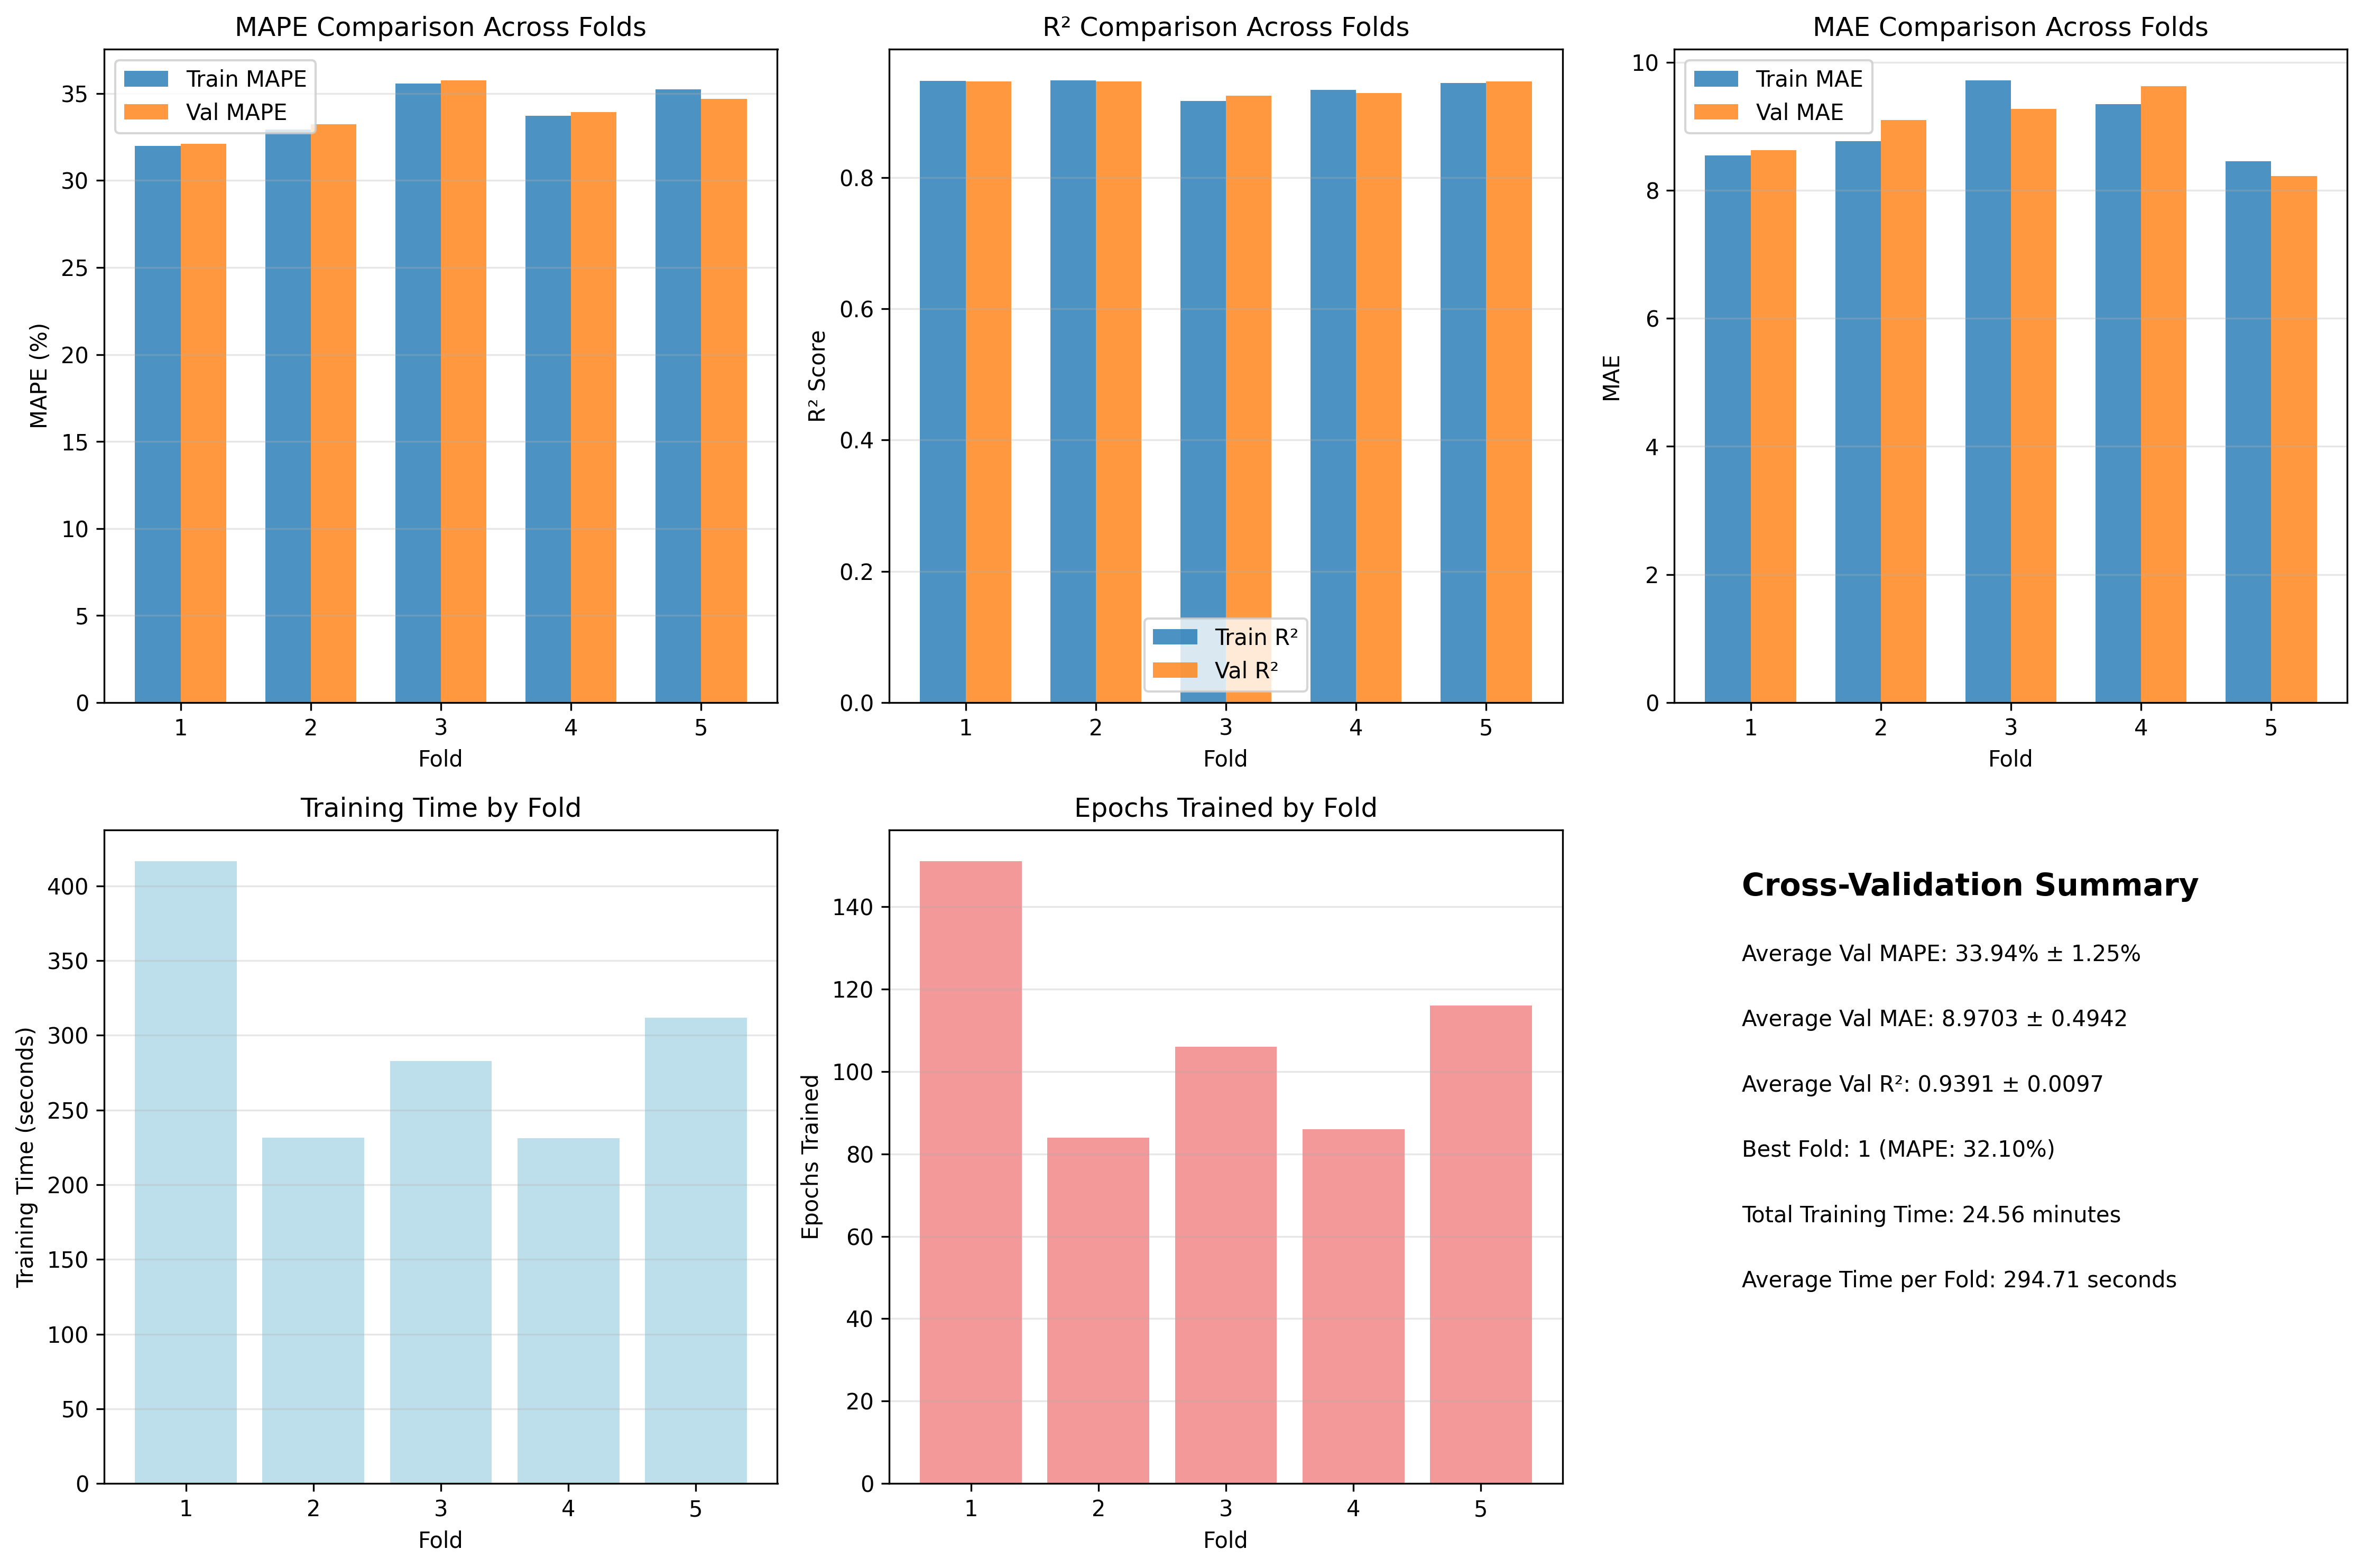 MAPE Comparison Across Folds
Train MAPE
Val MAPE
MAPE (%)
35
30
25
20
15
10
5
0
1 2 3 4 5
Fold
R² Comparison Across Folds
R² Score
0.8
0.6
0.4
0.2
0.0
Train R²
Val R²
1 2 3 4 5
Fold
MAE Comparison Across Folds
Train MAE
Val MAE
MAE
10
8
6
4
2
0
1 2 3 4 5
Fold
Training Time by Fold
Training Time (seconds)
400
350
300
250
200
150
100
50
0
1 2 3 4 5
Fold
Epochs Trained by Fold
Epochs Trained
140
120
100
80
60
40
20
0
1 2 3 4 5
Fold
Cross-Validation Summary
Average Val MAPE: 33.94% ± 1.25%
Average Val MAE: 8.9703 ± 0.4942
Average Val R²: 0.9391 ± 0.0097
Best Fold: 1 (MAPE: 32.10%)
Total Training Time: 24.56 minutes
Average Time per Fold: 294.71 seconds